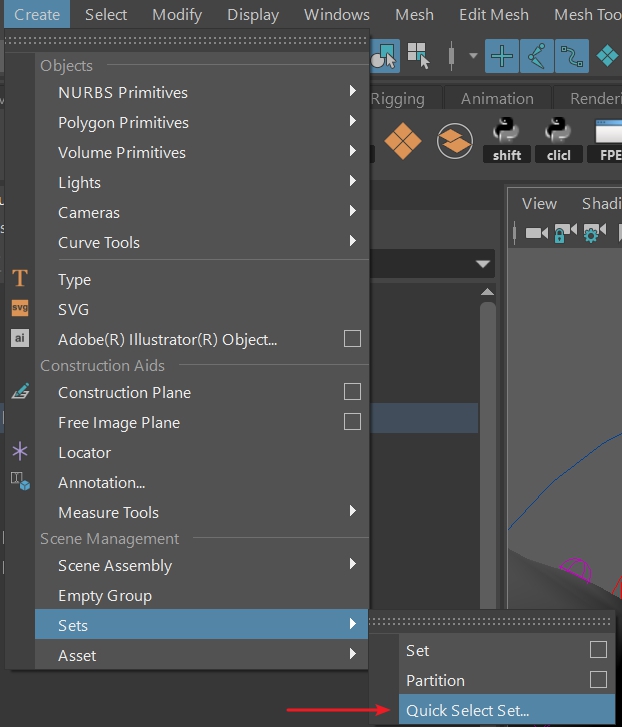 Create Select Modify Display Windows Mesh Edit Mesh Mesh Too
Objects
NURBS Primitives
Polygon Primitives
Volume Primitives
Lights
Cameras
Curve Tools
Type
svg SVG
ai Adobe(R) Illustrator(R) Object...
Construction Aids
Construction Plane
Free Image Plane
Locator
Annotation...
Measure Tools
Scene Management
Scene Assembly
Empty Group
Sets
Asset
Set
Partition
Quick Select Set...
Rigging Animation Renderi
shift clicl FPE
View Shadi